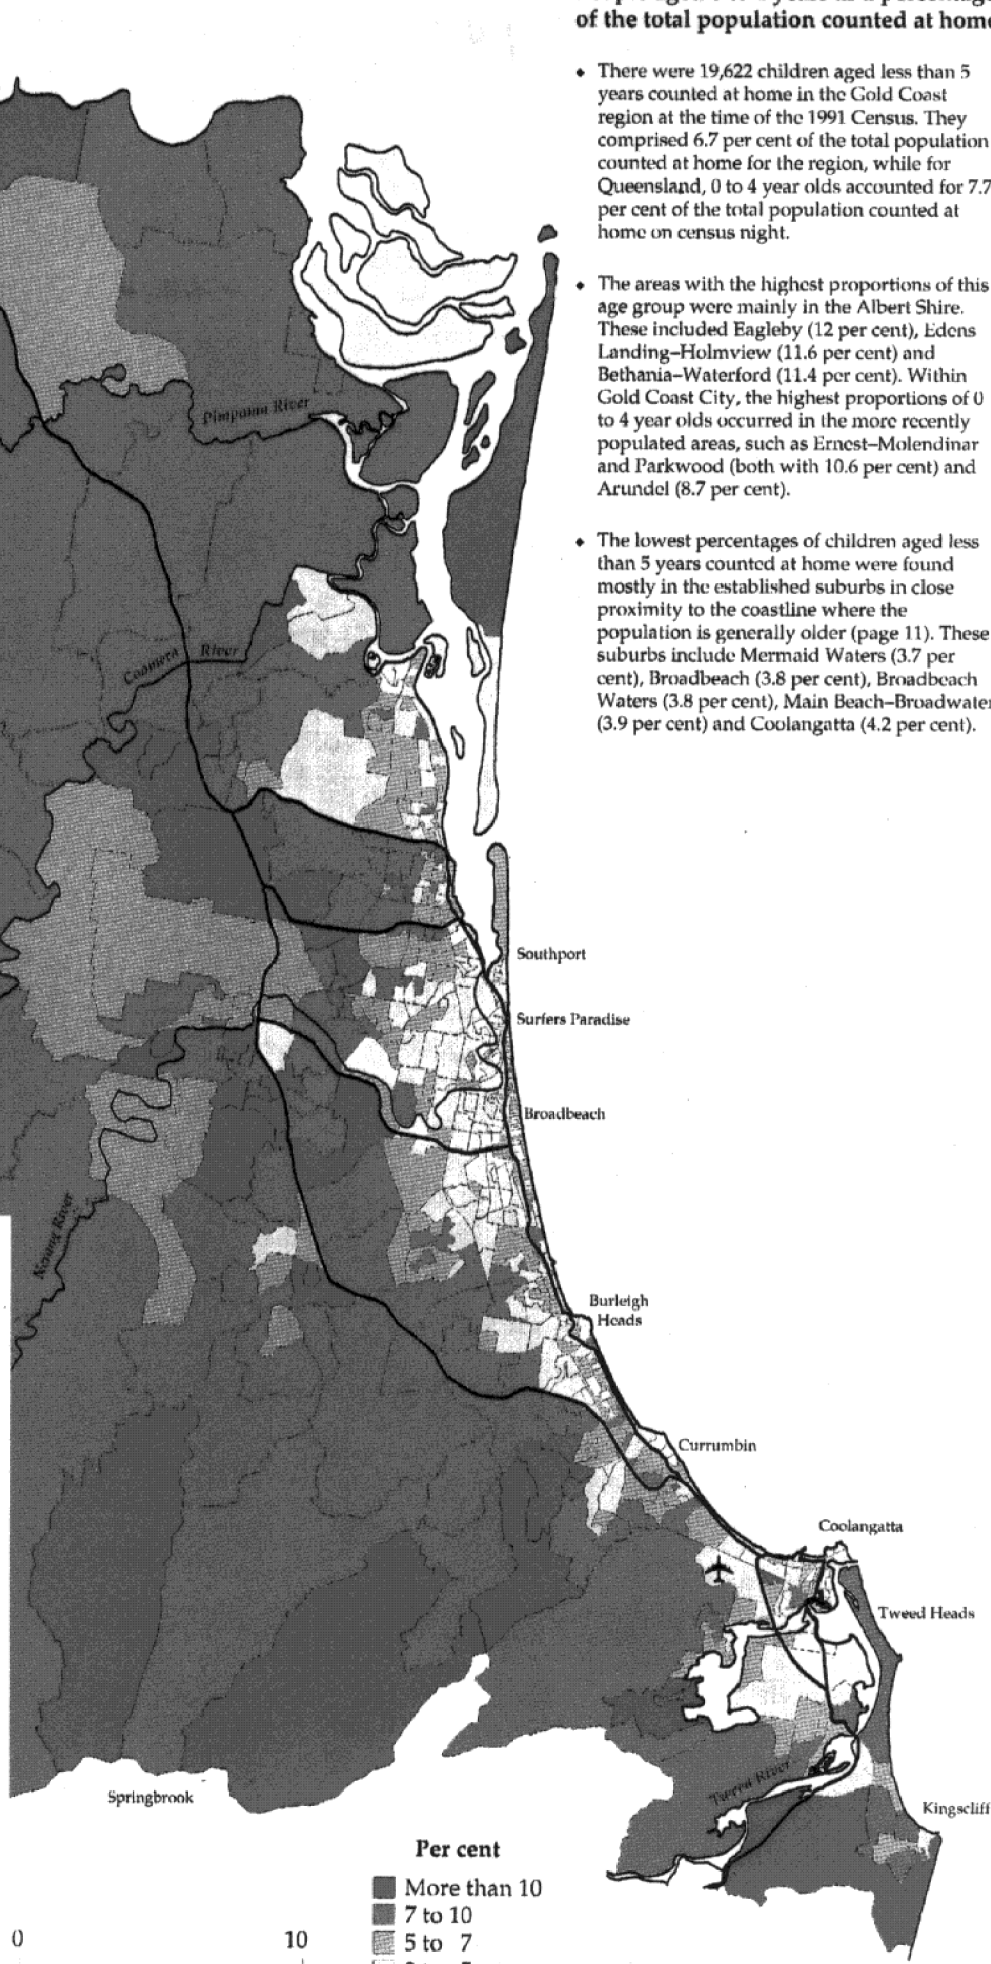 of the total population counted at home
• There were 19,622 children aged less than 5
years counted at home in the Gold Coast
region at the time of the 1991 Census. They
comprised 6.7 per cent of the total population
counted at home for the region, while for
Queensland, 0 to 4 year olds accounted for 7.7
per cent of the total population counted at
home on census night.
• The areas with the highest proportions of this
age group were mainly in the Albert Shire.
These included Eagleby (12 per cent), Edens
Landing–Holmview (11.6 per cent) and
Bethania–Waterford (11.4 per cent). Within
Gold Coast City, the highest proportions of 0
to 4 year olds occurred in the more recently
populated areas, such as Ernest–Molendinar
and Parkwood (both with 10.6 per cent) and
Arundel (8.7 per cent).
• The lowest percentages of children aged less
than 5 years counted at home were found
mostly in the established suburbs in close
proximity to the coastline where the
population is generally older (page 11). These
suburbs include Mermaid Waters (3.7 per
cent), Broadbeach (3.8 per cent), Broadbeach
Waters (3.8 per cent), Main Beach–Broadwater
(3.9 per cent) and Coolangatta (4.2 per cent).
Pimpama River
Coomera River
Southport
Surfers Paradise
Broadbeach
Nerang River
Burleigh
Heads
Currumbin
Coolangatta
Tweed Heads
Tweed River
Springbrook
Kingscliff
Per cent
More than 10
7 to 10
5 to 7
0
10